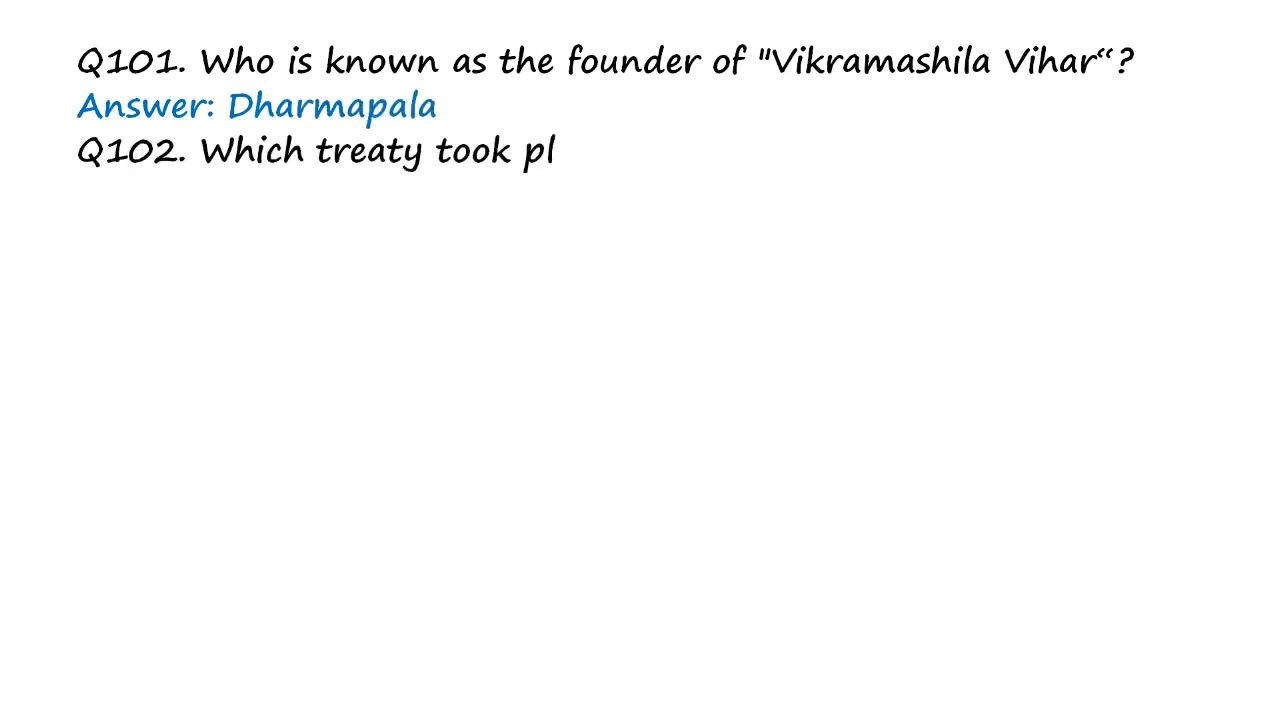 Q101. Who is known as the founder of "Vikramashila Vihar“?
Answer: Dharmapala
Q102. Which treaty took pl